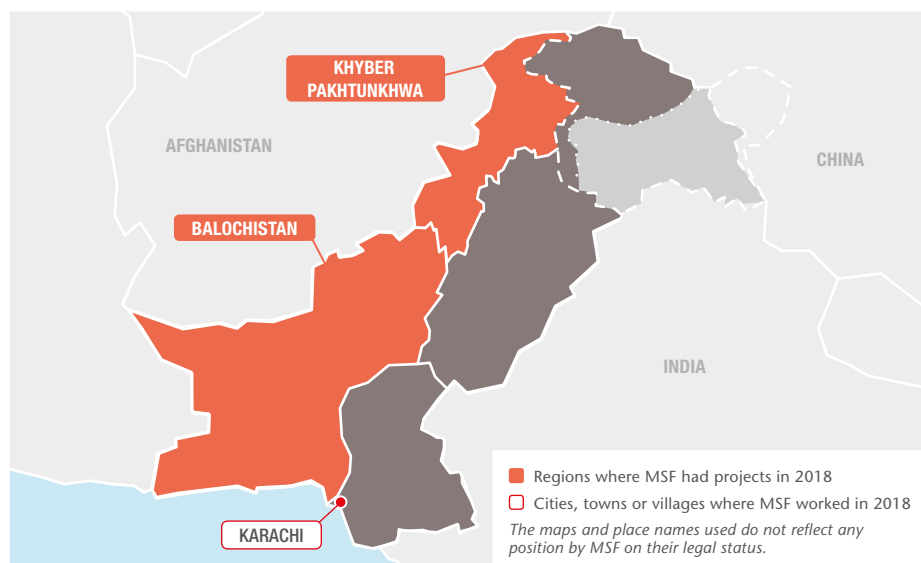 KHYBER
PAKHTUNKHWA
AFGHANISTAN
CHINA
BALOCHISTAN
INDIA
KARACHI
Regions where MSF had projects in 2018
Cities, towns or villages where MSF worked in 2018
The maps and place names used do not reflect any
position by MSF on their legal status.